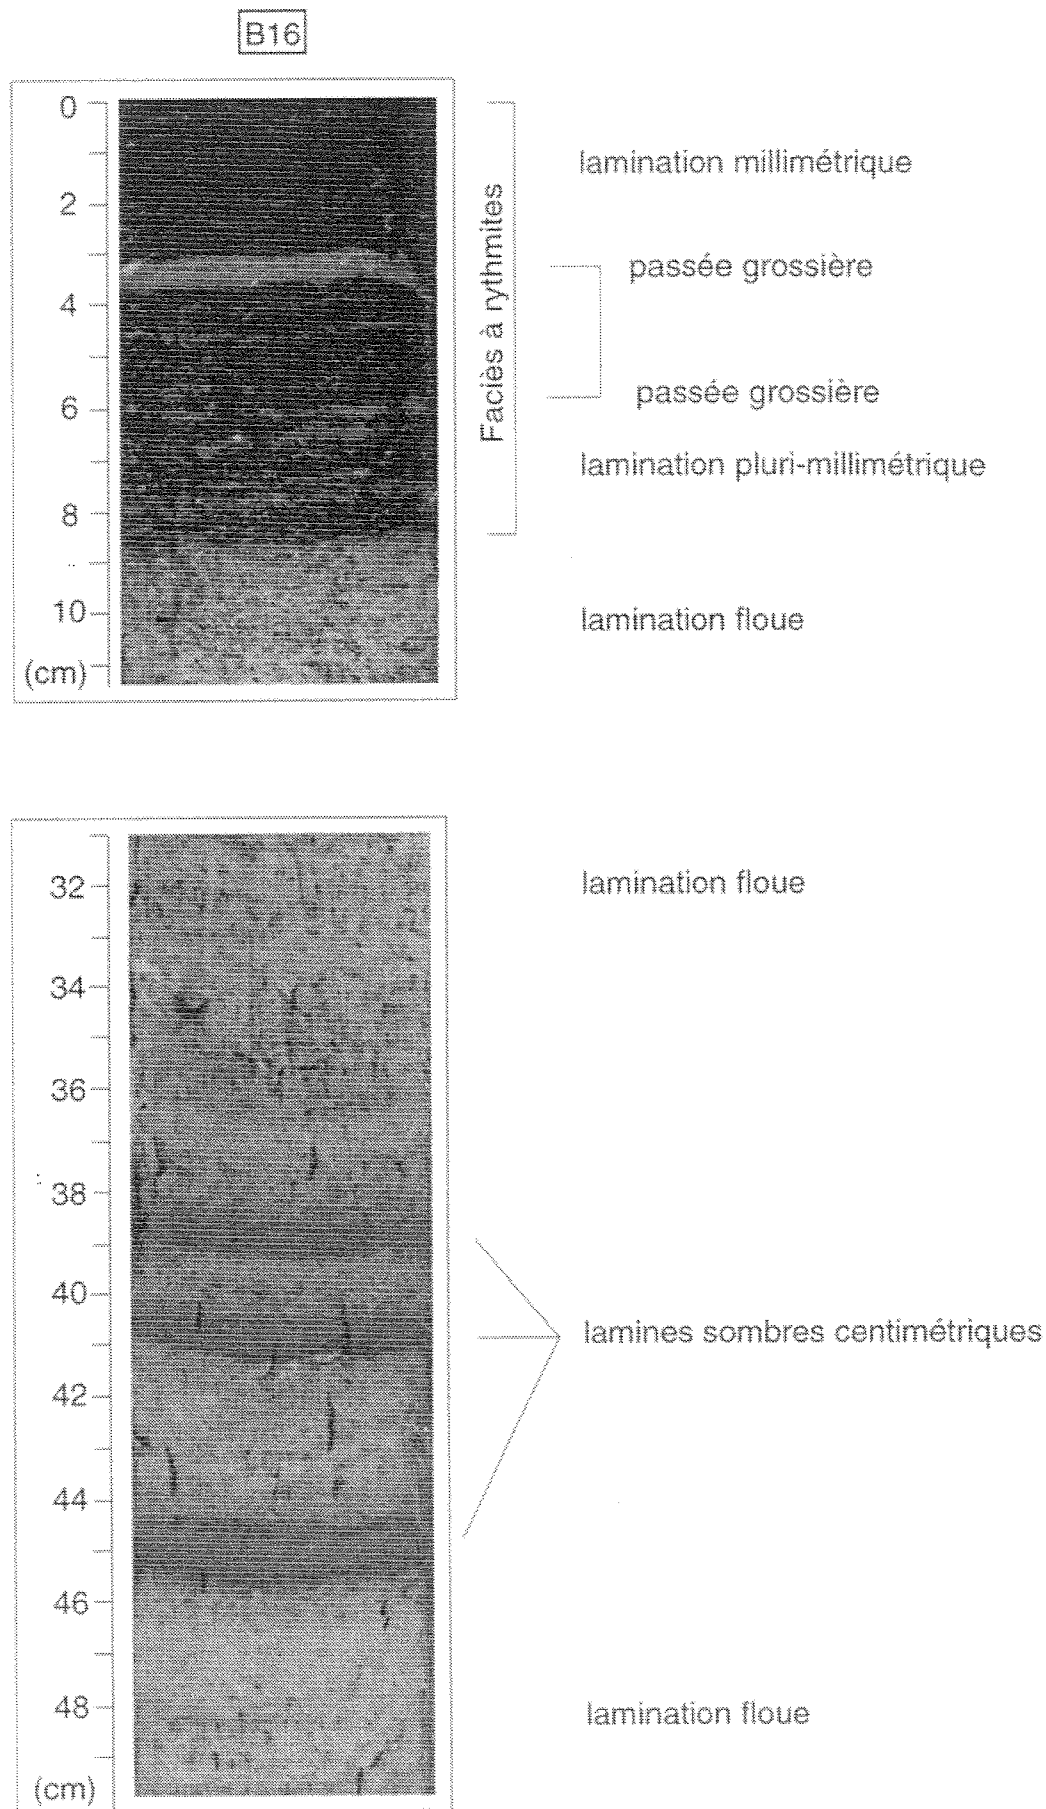 B16
0
2
4
6
8
10
(cm)
Faciès à rythmites
lamination millimétrique
passée grossière
passée grossière
lamination pluri-millimétrique
lamination floue
32
34
36
38
40
42
44
46
48
(cm)
lamination floue
lamines sombres centimétriques
lamination floue